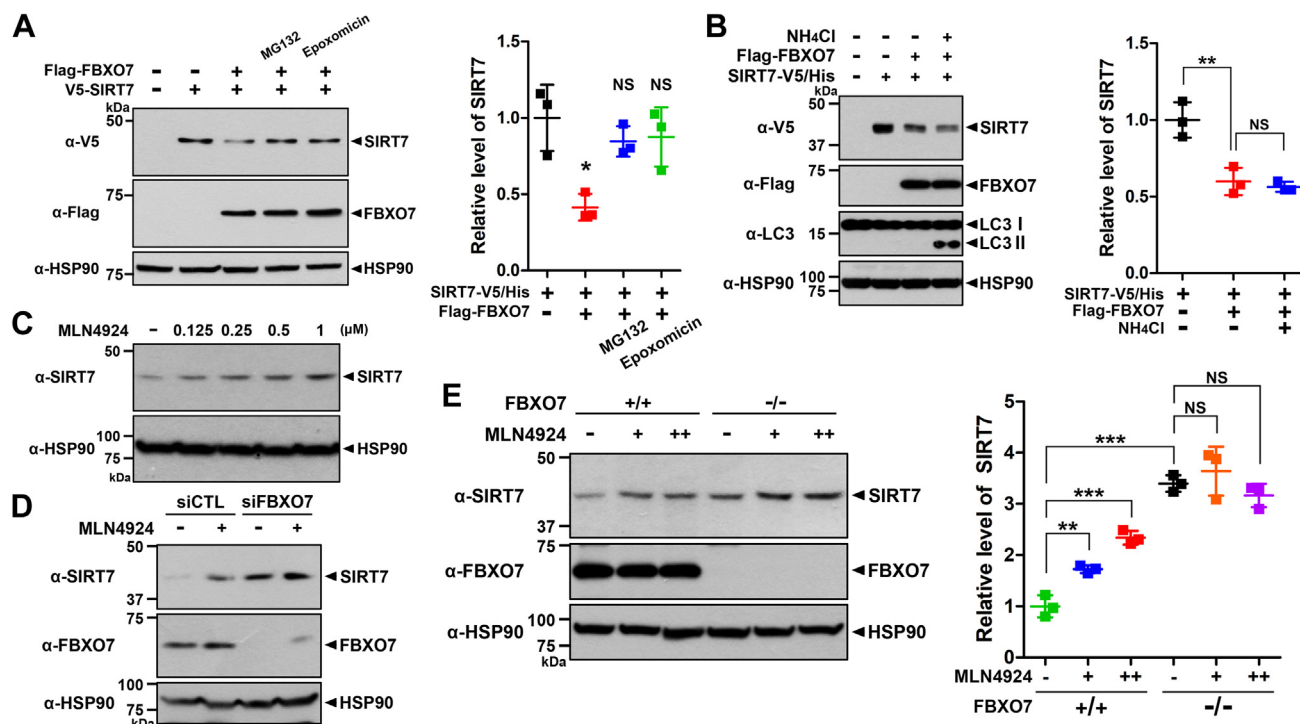 A
MG132
Epoxomicin
Flag-FBXO7 - - + + +
V5-SIRT7 - + + + +
kDa
50
α-V5
SIRT7
75
α-Flag
FBXO7
α-HSP90
75
HSP90
Relative level of SIRT7
1.5
1.0
0.5
0.0
NS
NS
*
SIRT7-V5/His + + + +
Flag-FBXO7 - + + +
MG132
Epoxomicin
B
NH₄Cl - - - +
Flag-FBXO7 - - + +
SIRT7-V5/His - + + +
kDa
50
α-V5
SIRT7
37
75
α-Flag
FBXO7
α-LC3
15
LC3 I
LC3 II
100
α-HSP90
75
HSP90
Relative level of SIRT7
1.5
1.0
0.5
0.0
**
NS
SIRT7-V5/His + + +
Flag-FBXO7 - + +
NH₄Cl - - +
C
MLN4924 - 0.125 0.25 0.5 1 (μM)
50
α-SIRT7
SIRT7
37
100
α-HSP90
75
HSP90
kDa
D
siCTL siFBXO7
MLN4924 - + - +
50
α-SIRT7
SIRT7
37
75
α-FBXO7
FBXO7
100
α-HSP90
75
HSP90
kDa
E
FBXO7 +/+ -/-
MLN4924 - + ++ - + ++
50
α-SIRT7
SIRT7
37
75
α-FBXO7
FBXO7
100
α-HSP90
75
HSP90
kDa
Relative level of SIRT7
5
4
3
2
1
0
NS
NS
***
***
**
MLN4924 - + ++ - + ++
FBXO7 +/+ -/-